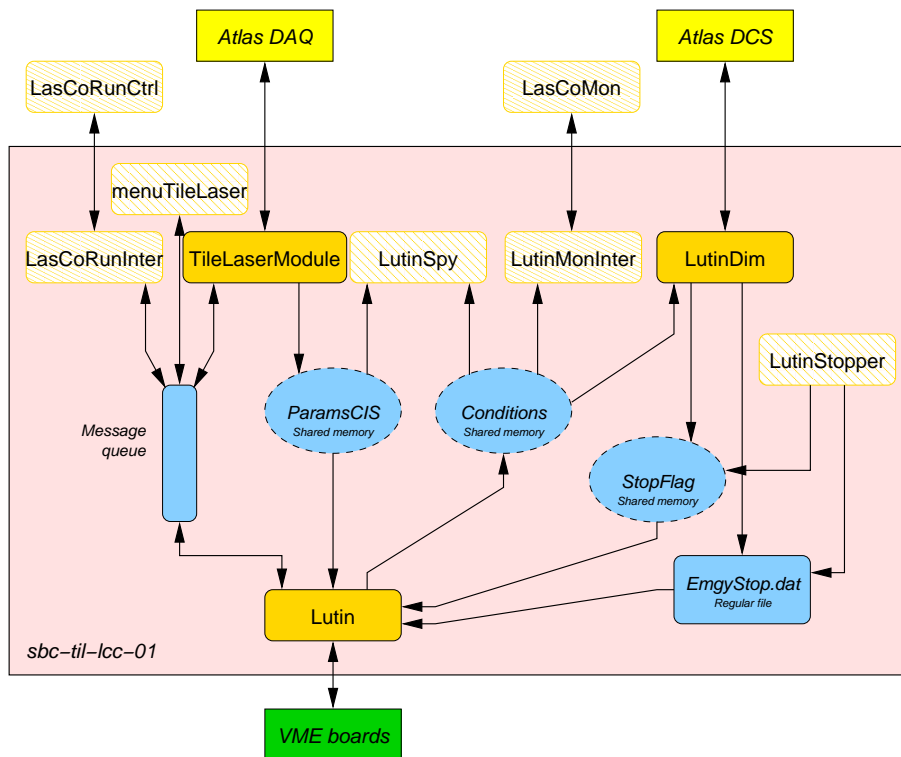 Atlas DAQ
Atlas DCS
LasCoRunCtrl
LasCoMon
menuTileLaser
LasCoRunInter
TileLaserModule
LutinSpy
LutinMonInter
LutinDim
LutinStopper
ParamsCIS
Shared memory
Conditions
Shared memory
Message
queue
StopFlag
Shared memory
EmgyStop.dat
Regular file
Lutin
sbc−til−lcc−01
VME boards